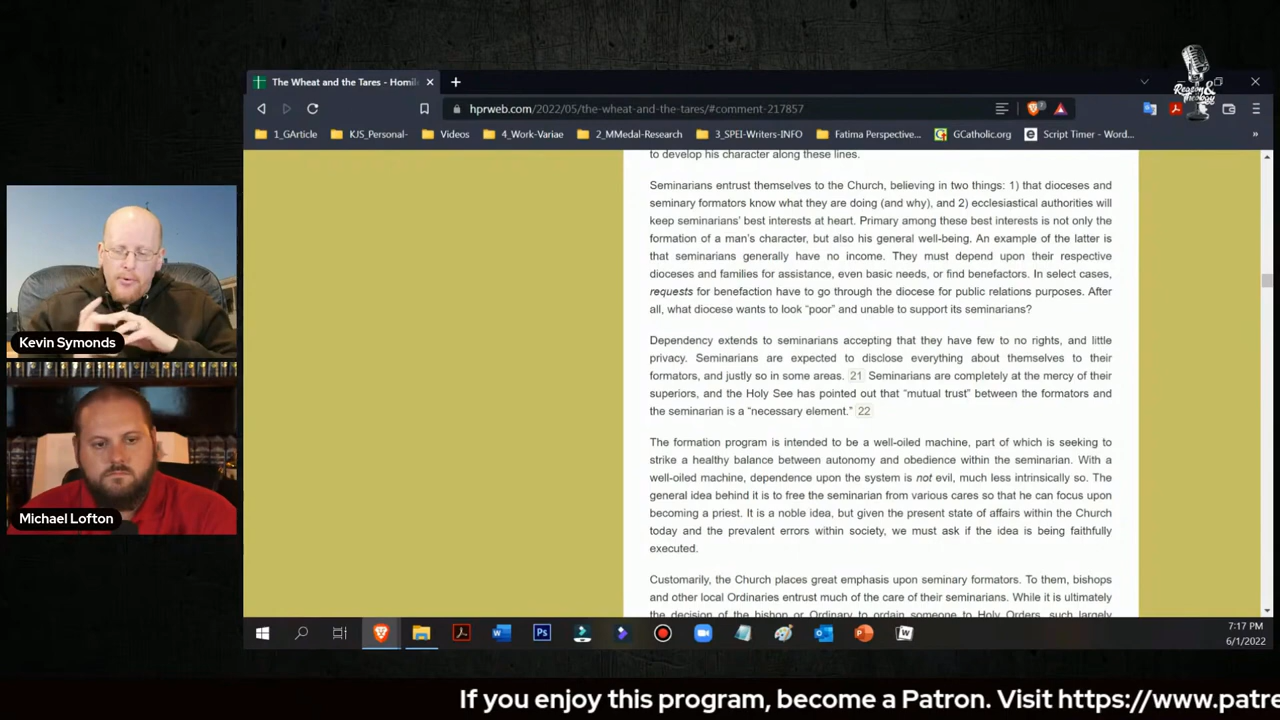 The Wheat and the Tares - Homil
Reason &
Theology
hprweb.com/2022/05/the-wheat-and-the-tares/#comment-217857
1_GArticle
KJS_Personal-
Videos
4_Work-Variae
2_MMedal-Research
3_SPEI-Writers-INFO
Fatima Perspective...
GCatholic.org
Script Timer - Word...
to develop his character along these lines.
Seminarians entrust themselves to the Church, believing in two things: 1) that dioceses and
seminary formators know what they are doing (and why), and 2) ecclesiastical authorities will
keep seminarians' best interests at heart. Primary among these best interests is not only the
formation of a man's character, but also his general well-being. An example of the latter is
that seminarians generally have no income. They must depend upon their respective
dioceses and families for assistance, even basic needs, or find benefactors. In select cases,
requests for benefaction have to go through the diocese for public relations purposes. After
all, what diocese wants to look “poor” and unable to support its seminarians?
Dependency extends to seminarians accepting that they have few to no rights, and little
privacy. Seminarians are expected to disclose everything about themselves to their
formators, and justly so in some areas. 21 Seminarians are completely at the mercy of their
superiors, and the Holy See has pointed out that “mutual trust” between the formators and
the seminarian is a “necessary element.” 22
The formation program is intended to be a well-oiled machine, part of which is seeking to
strike a healthy balance between autonomy and obedience within the seminary. With a
well-oiled machine, dependence upon the system is not evil, much less intrinsically so. The
general idea behind it is to free the seminarian from various cares so that he can focus upon
becoming a priest. It is a noble idea, but given the present state of affairs within the Church
today and the prevalent errors within society, we must ask if the idea is being faithfully
executed.
Customarily, the Church places great emphasis upon seminary formators. To them, bishops
and other local Ordinaries entrust much of the care of their seminarians. While it is ultimately
the decision of the bishop or Ordinary to ordain someone to Holy Orders, such largely
Kevin Symonds
Michael Lofton
7:17 PM
6/1/2022
If you enjoy this program, become a Patron. Visit https://www.patre